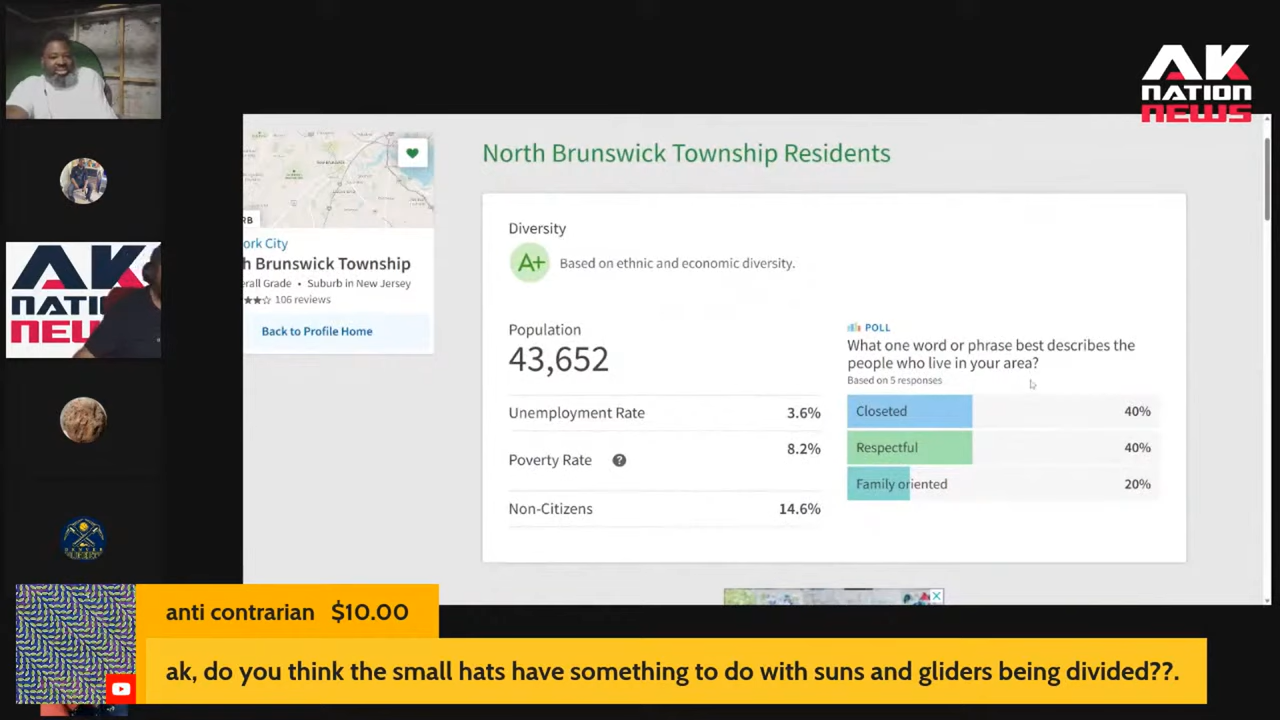 AK
NATION
NEWS
North Brunswick Township Residents
RB
ork City
h Brunswick Township
erall Grade • Suburb in New Jersey
106 reviews
Back to Profile Home
Diversity
A+ Based on ethnic and economic diversity.
Population
43,652
Unemployment Rate 3.6%
Poverty Rate ? 8.2%
Non-Citizens 14.6%
POLL
What one word or phrase best describes the
people who live in your area?
Based on 5 responses
Closeted 40%
Respectful 40%
Family oriented 20%
AK
NATI
NEWS
anti contrarian $10.00
ak, do you think the small hats have something to do with suns and gliders being divided??.